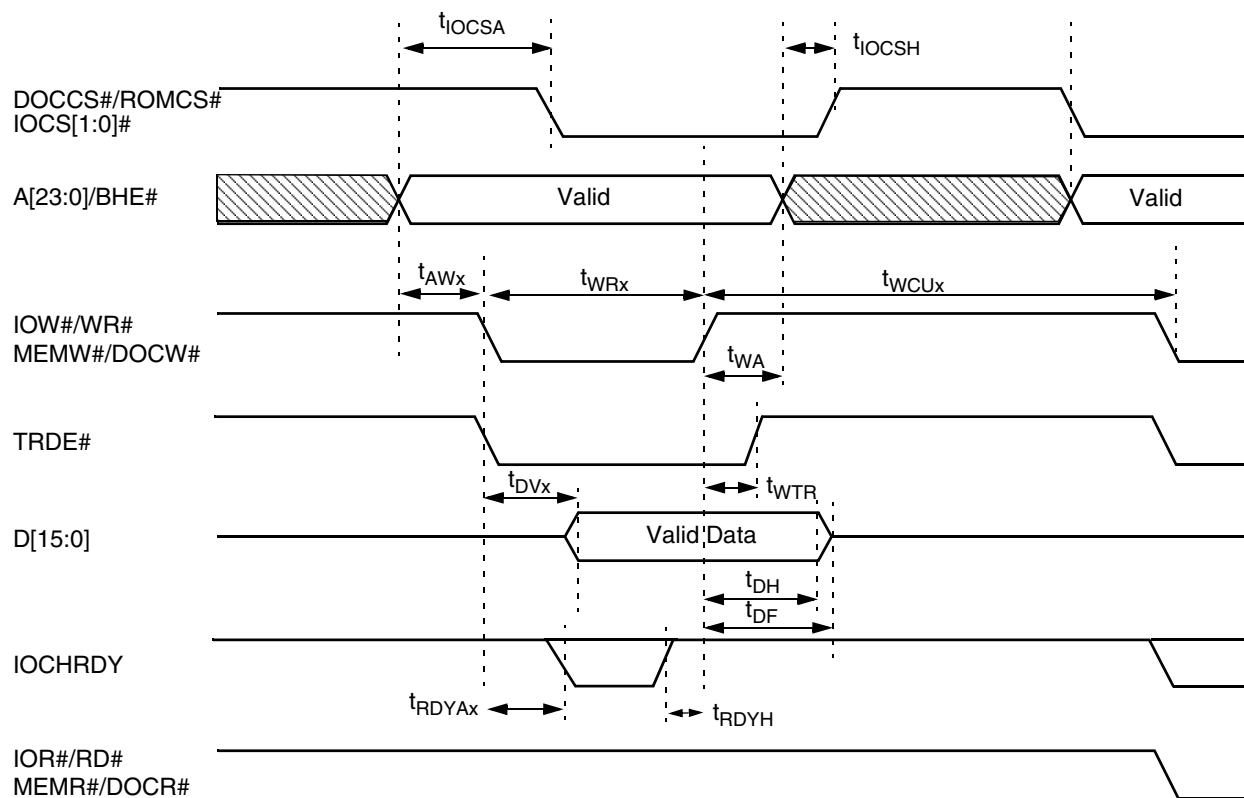 tIOCSA
tIOCSH
DOCCS#/ROMCS#
IOCS[1:0]#
A[23:0]/BHE#
Valid
Valid
tAWx
tWRx
tWCUx
IOW#/WR#
MEMW#/DOCW#
tWA
TRDE#
tDVx
tWTR
D[15:0]
Valid Data
tDH
tDF
IOCHRDY
tRDYAx
tRDYH
IOR#/RD#
MEMR#/DOCR#